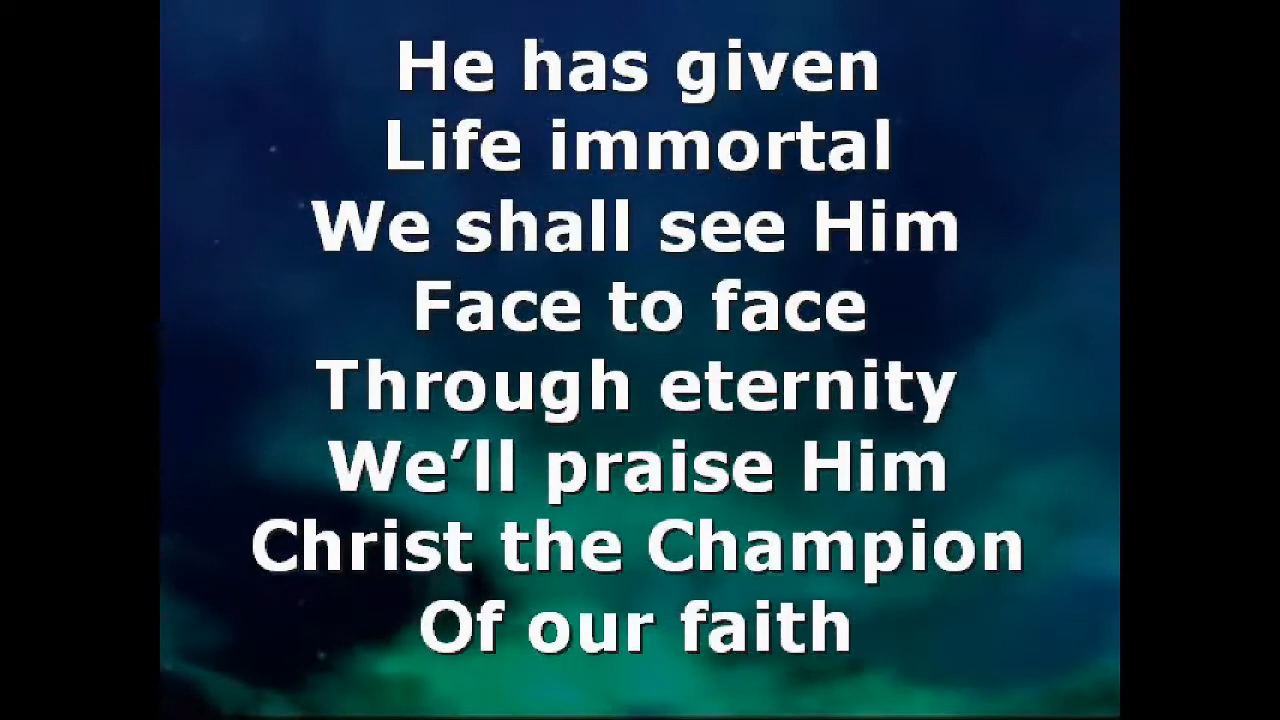 He has given
Life immortal
We shall see Him
Face to face
Through eternity
We’ll praise Him
Christ the Champion
Of our faith